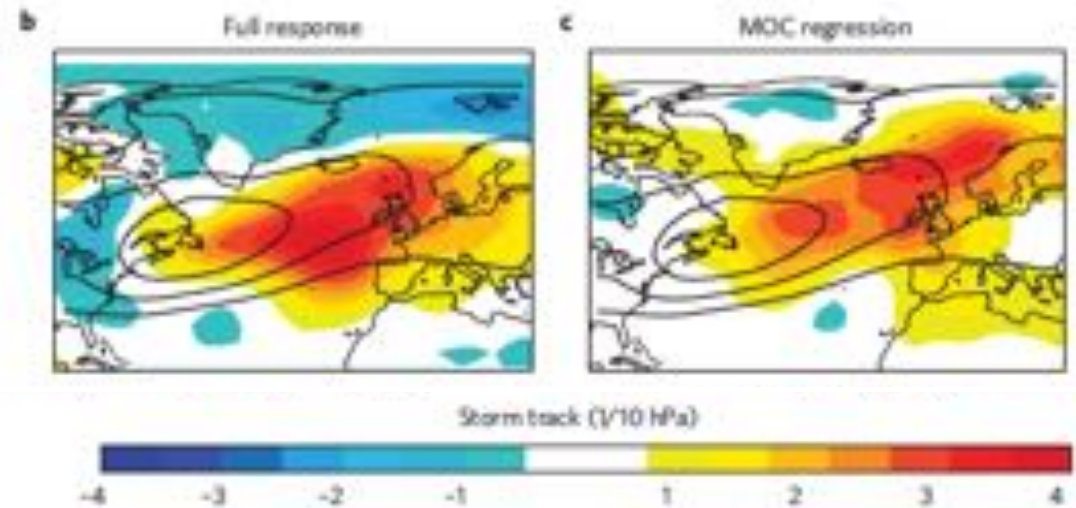 b Full response
c MOC regression
Storm track (1/10 hPa)
-4 -3 -2 -1 1 2 3 4